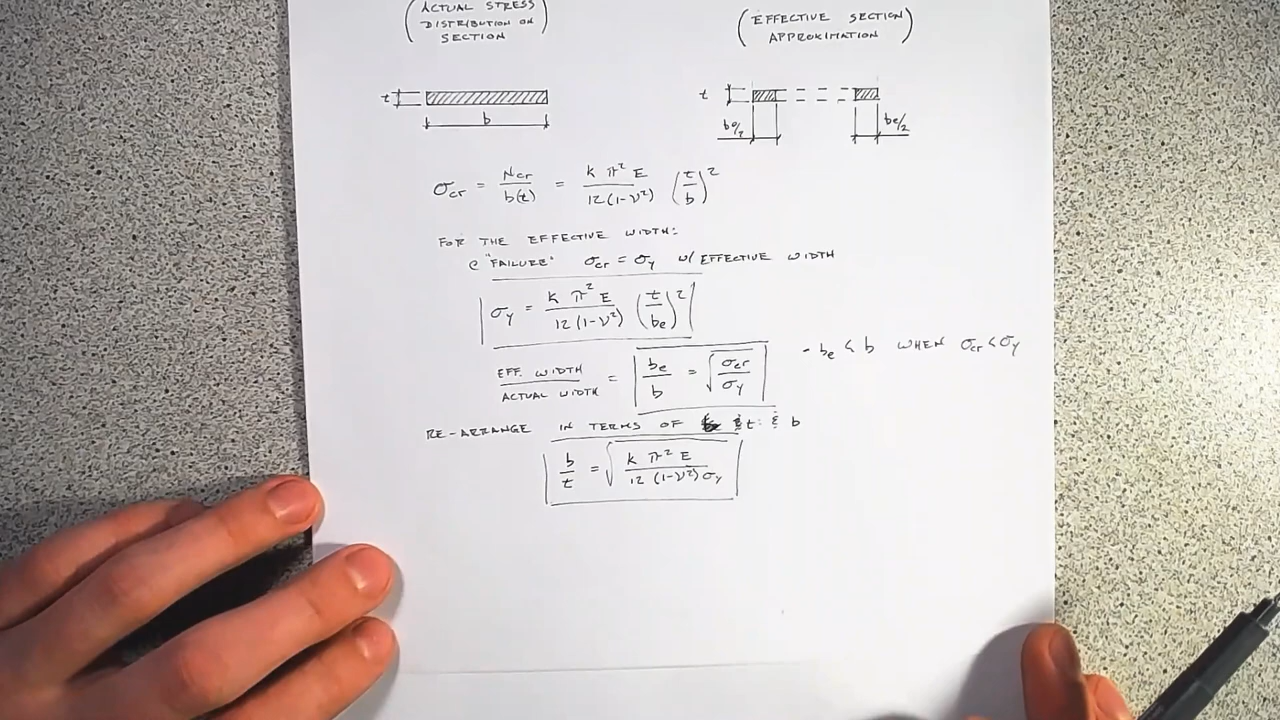 (ACTUAL STRESS
DISTRIBUTION ON
SECTION)
(EFFECTIVE SECTION
APPROXIMATION)
t
b
t
be/2
be/2
σcr = Ncr / b(t) = k π² E / 12(1-ν²) (t/b)²
FOR THE EFFECTIVE WIDTH:
@ "FAILURE" σcr = σy w/ EFFECTIVE WIDTH
σy = k π² E / 12(1-ν²) (t/be)²
EFF. WIDTH / ACTUAL WIDTH = be/b = √(σcr/σy)
- be < b WHEN σcr < σy
RE-ARRANGE IN TERMS OF t & b
b/t = √(k π² E / 12(1-ν²)σy)